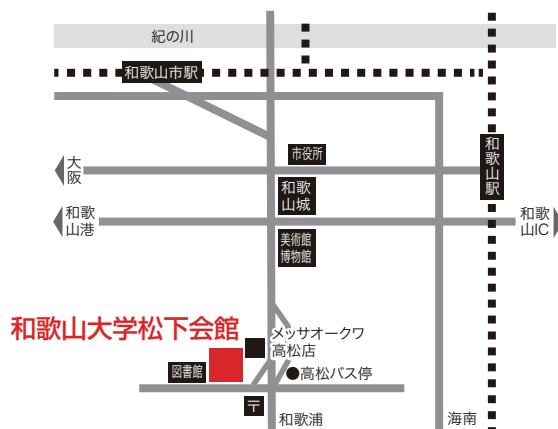 紀の川
和歌山市駅
市役所
和歌山駅
大
阪
和歌
山城
和歌
山港
和歌
山IC
美術館
博物館
和歌山大学松下会館
メッサオークワ
高松店
図書館
高松バス停
〒
和歌浦
海南